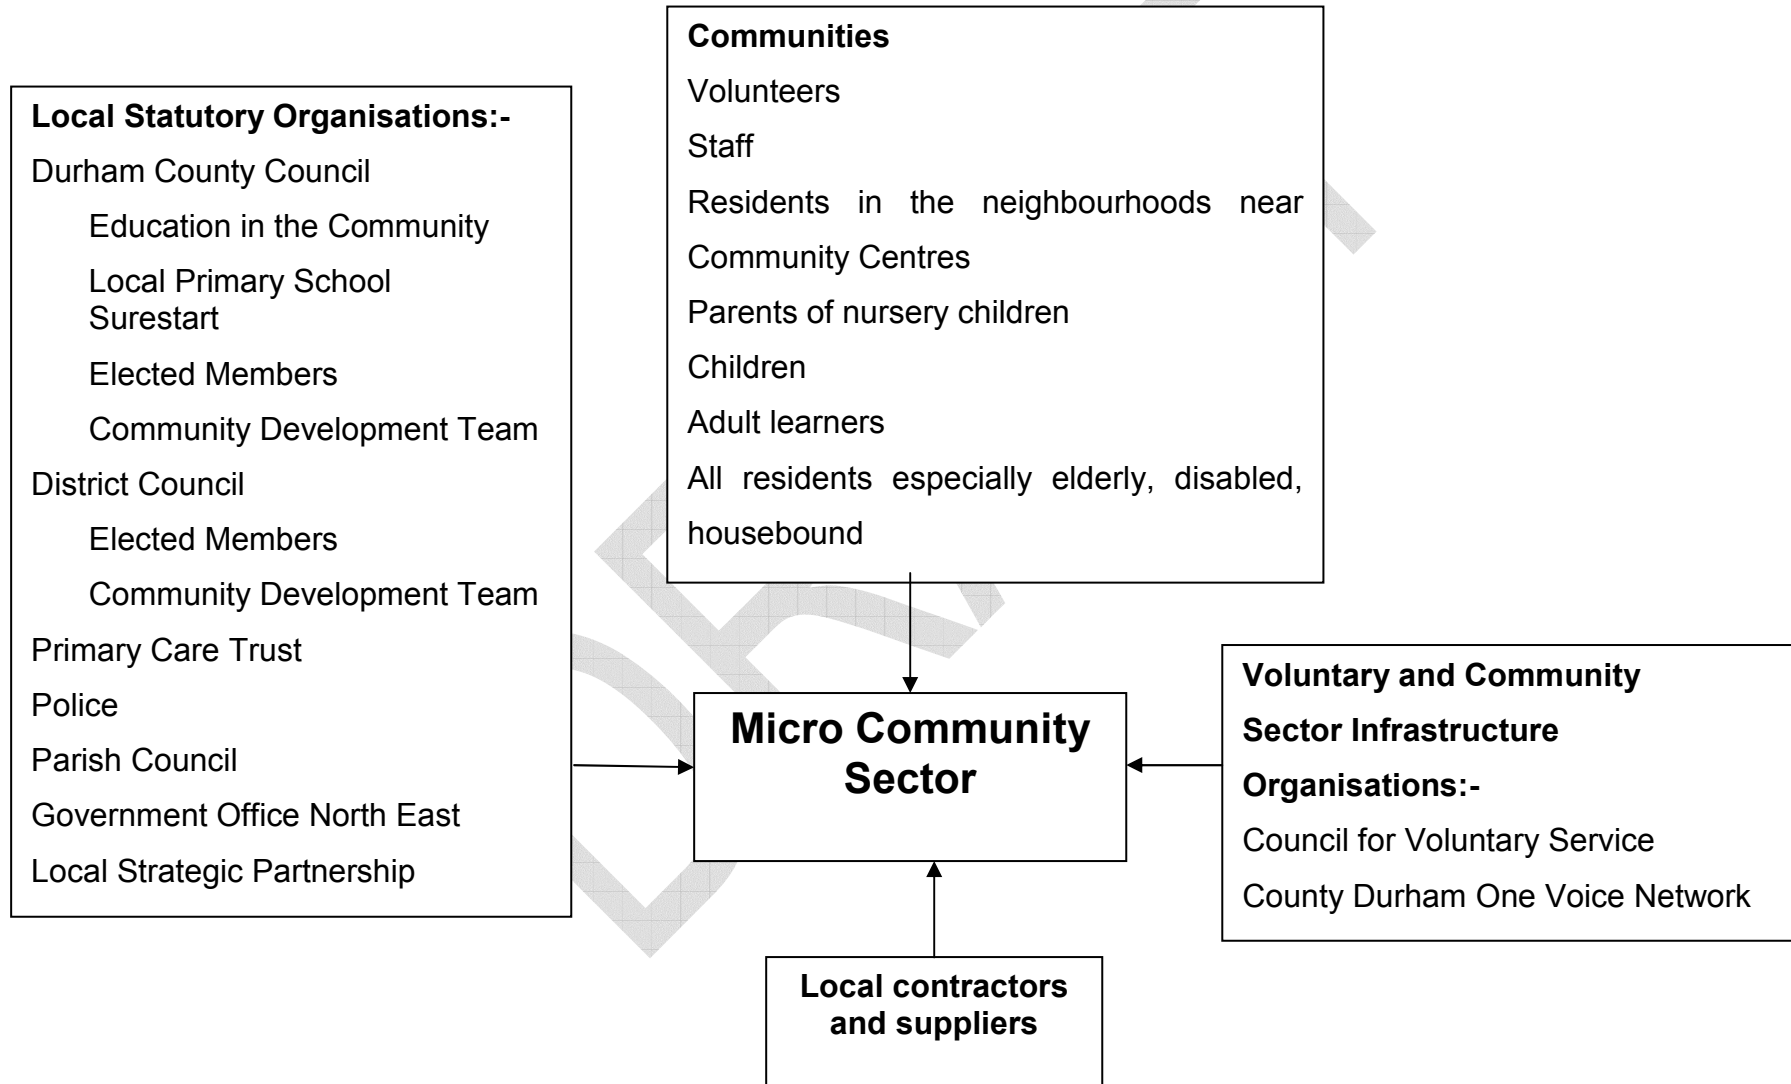 Local Statutory Organisations:-
Durham County Council
Education in the Community
Local Primary School
Surestart
Elected Members
Community Development Team
District Council
Elected Members
Community Development Team
Primary Care Trust
Police
Parish Council
Government Office North East
Local Strategic Partnership
Communities
Volunteers
Staff
Residents in the neighbourhoods near
Community Centres
Parents of nursery children
Children
Adult learners
All residents especially elderly, disabled,
housebound
Micro Community
Sector
Voluntary and Community
Sector Infrastructure
Organisations:-
Council for Voluntary Service
County Durham One Voice Network
Local contractors
and suppliers